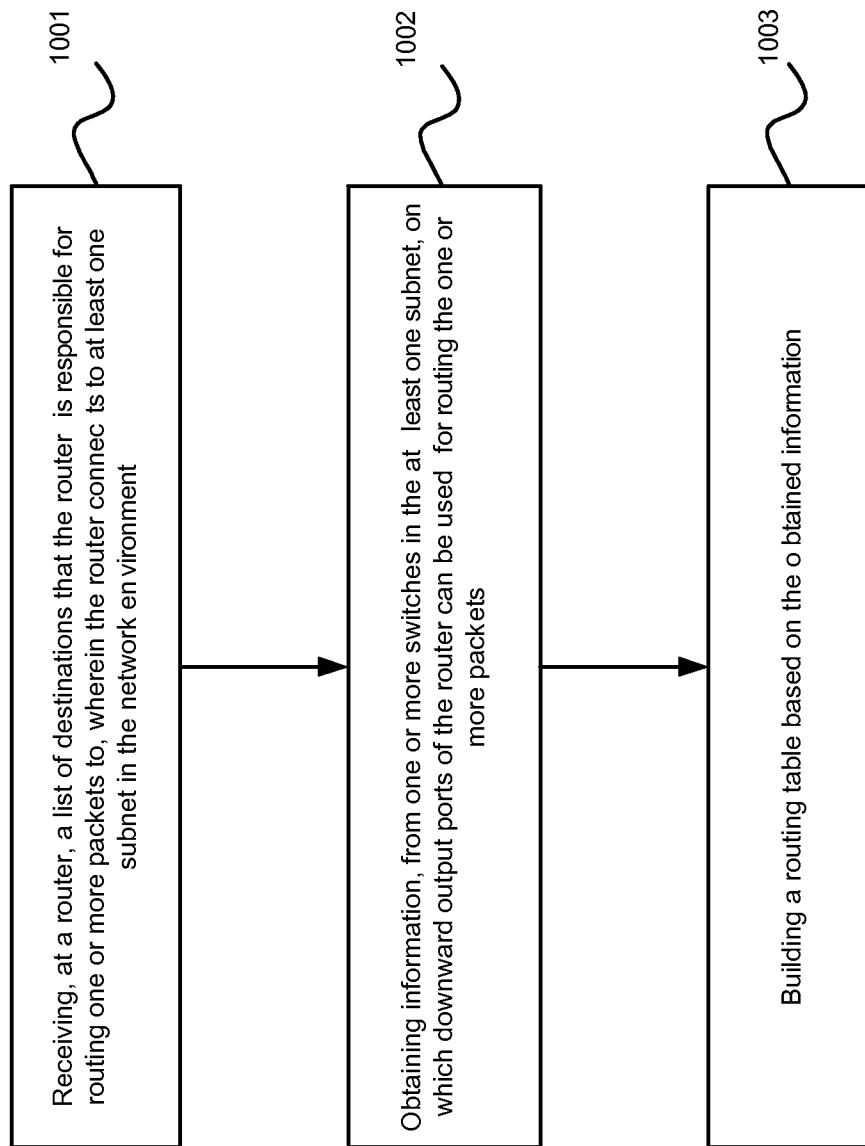 Receiving, at a router, a list of destinations that the router is responsible for
routing one or more packets to, wherein the router connec ts to at least one
subnet in the network en vironment
1001
Obtaining information, from one or more switches in the at least one subnet, on
which downward output ports of the router can be used for routing the one or
more packets
1002
Building a routing table based on the o btained information
1003